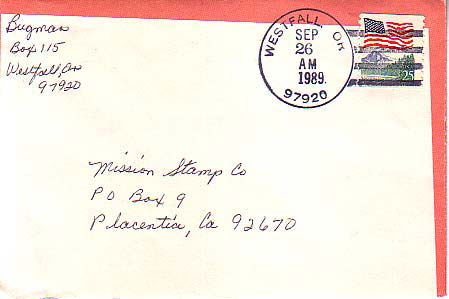 Bugman
Box 115
Westfall, Or
97920
WESTFALL, OR
SEP
26
AM
1989
97920
25
Mission Stamp Co
P O Box 9
Placentia, Ca 92670